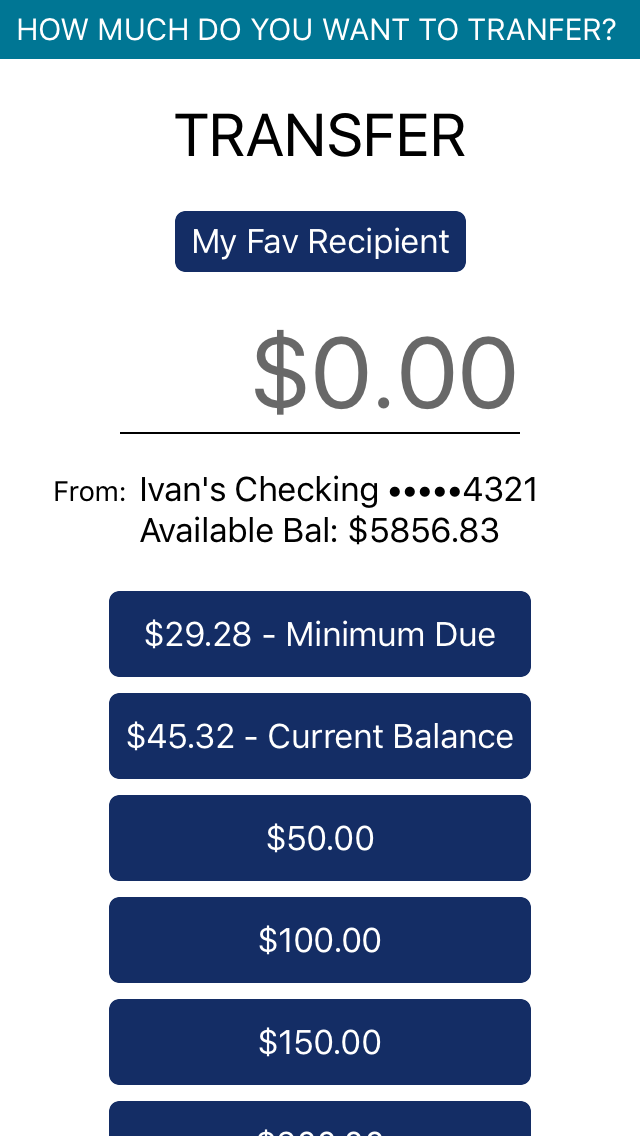 HOW MUCH DO YOU WANT TO TRANFER?
TRANSFER
My Fav Recipient
$0.00
From: Ivan's Checking •••••4321
Available Bal: $5856.83
$29.28 - Minimum Due
$45.32 - Current Balance
$50.00
$100.00
$150.00